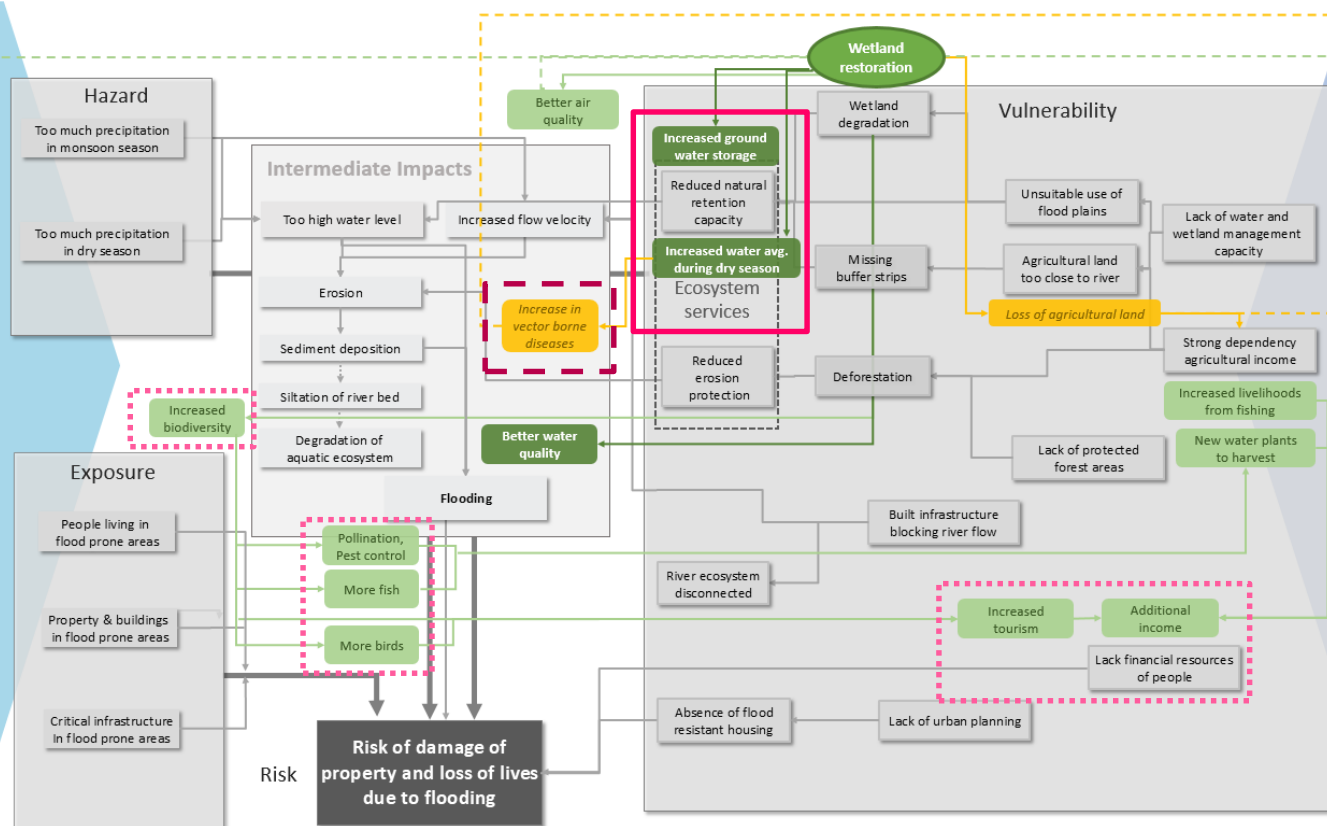 Wetland
restoration
Hazard
Too much precipitation
in monsoon season
Too much precipitation
in dry season
Better air
quality
Intermediate Impacts
Too high water level
Increased flow velocity
Erosion
Sediment deposition
Siltation of river bed
Degradation of
aquatic ecosystem
Flooding
Increase in
vector borne
diseases
Increased
biodiversity
Better water
quality
Vulnerability
Wetland
degradation
Increased ground
water storage
Reduced natural
retention
capacity
Increased water avg.
during dry season
Ecosystem
services
Reduced
erosion
protection
Missing
buffer strips
Deforestation
Unsuitable use of
flood plains
Agricultural land
too close to river
Lack of water and
wetland management
capacity
Loss of agricultural land
Strong dependency
agricultural income
Increased livelihoods
from fishing
New water plants
to harvest
Lack of protected
forest areas
Built infrastructure
blocking river flow
River ecosystem
disconnected
Increased
tourism
Additional
income
Lack financial resources
of people
Absence of flood
resistant housing
Lack of urban planning
Exposure
People living in
flood prone areas
Property & buildings
in flood prone areas
Critical infrastructure
In flood prone areas
Pollination,
Pest control
More fish
More birds
Risk
Risk of damage of
property and loss of lives
due to flooding